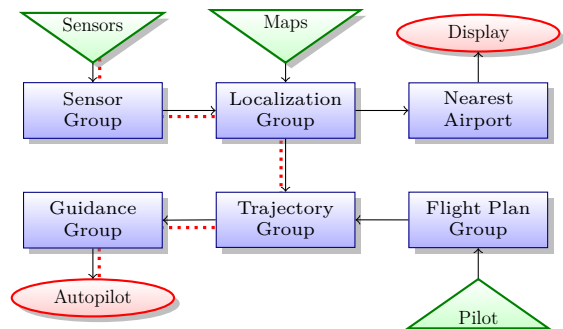 Sensors
Maps
Display
Sensor
Group
Localization
Group
Nearest
Airport
Guidance
Group
Trajectory
Group
Flight Plan
Group
Autopilot
Pilot